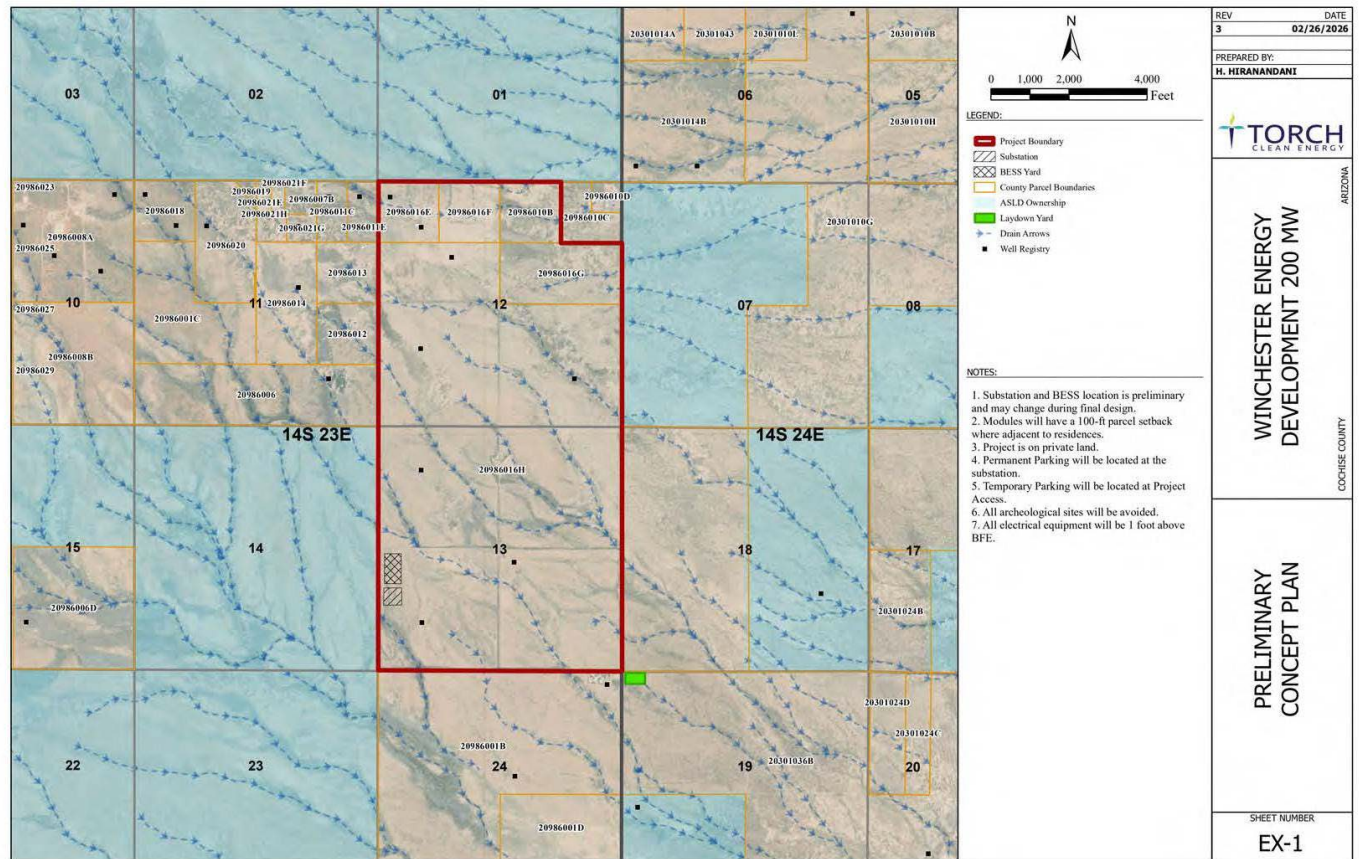 20301014A
20301043
20301010L
20301010B
03
02
01
06
05
20301014B
20301010H
20986023
20986021F
20986019
20986007B
20986010D
20986021E
20986018
20986021H
20986011C
20986016E
20986016F
20986010B
20986010C
20301010G
20986008A
20986021G
20986011E
20986025
20986020
20986013
20986016G
10
11
20986014
12
07
08
20986027
20986001C
20986012
20986008B
20986029
20986006
14S 23E
14S 24E
20986016H
15
14
13
18
17
20986006D
20301024B
20301024D
20986001B
20301024C
22
23
24
19
20301036B
20
20986001D
N
0 1,000 2,000 4,000
Feet
LEGEND:
Project Boundary
Substation
BESS Yard
County Parcel Boundaries
ASLD Ownership
Laydown Yard
Drain Arrows
Well Registry
NOTES:
1. Substation and BESS location is preliminary
and may change during final design.
2. Modules will have a 100-ft parcel setback
where adjacent to residences.
3. Project is on private land.
4. Permanent Parking will be located at the
substation.
5. Temporary Parking will be located at Project
Access.
6. All archeological sites will be avoided.
7. All electrical equipment will be 1 foot above
BFE.
REV DATE
3 02/26/2026
PREPARED BY:
H. HIRANANDANI
TORCH
CLEAN ENERGY
ARIZONA
WINCHESTER ENERGY
DEVELOPMENT 200 MW
COCHISE COUNTY
PRELIMINARY
CONCEPT PLAN
SHEET NUMBER
EX-1